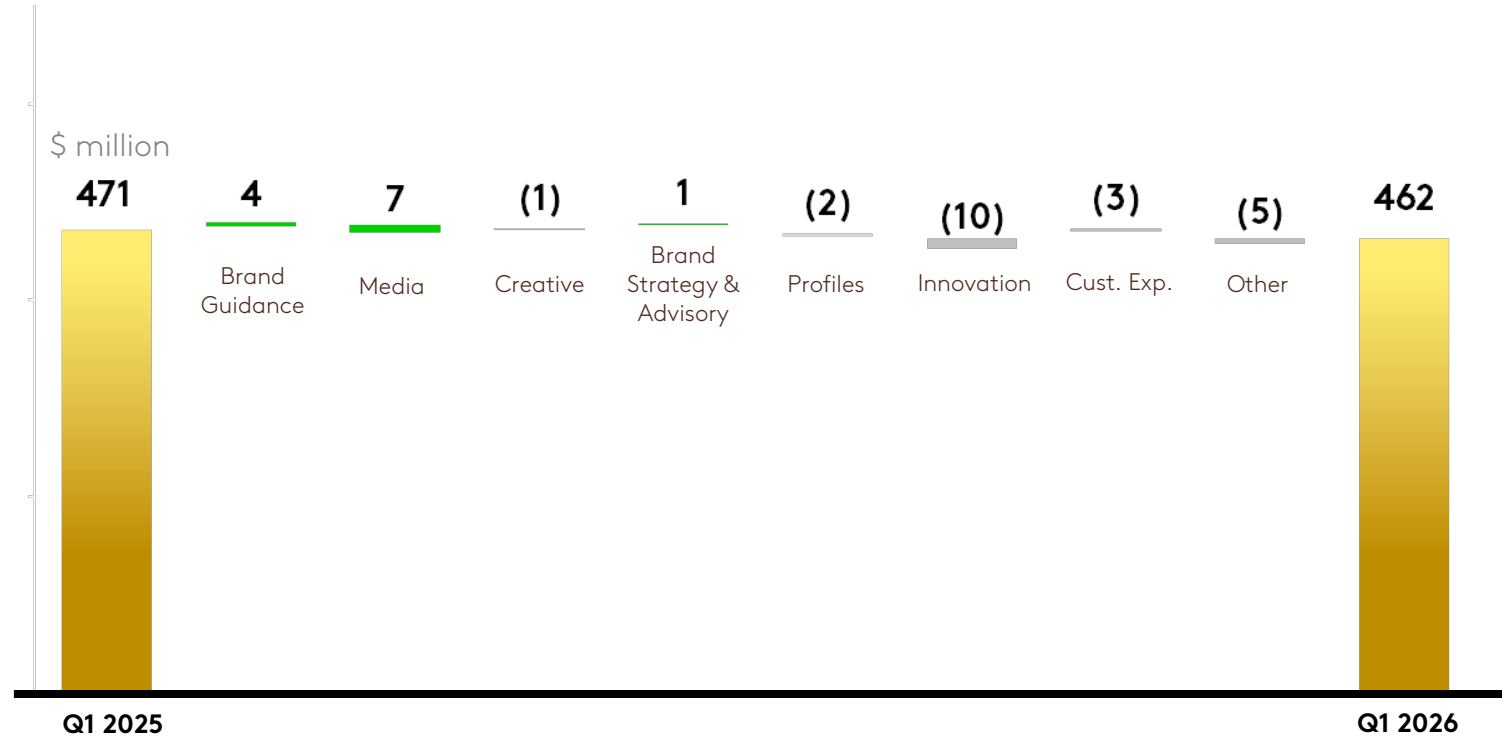 $ million
471
4
7
(1)
1
(2)
(10)
(3)
(5)
462
Brand
Guidance
Media
Creative
Brand
Strategy &
Advisory
Profiles
Innovation
Cust. Exp.
Other
Q1 2025
Q1 2026